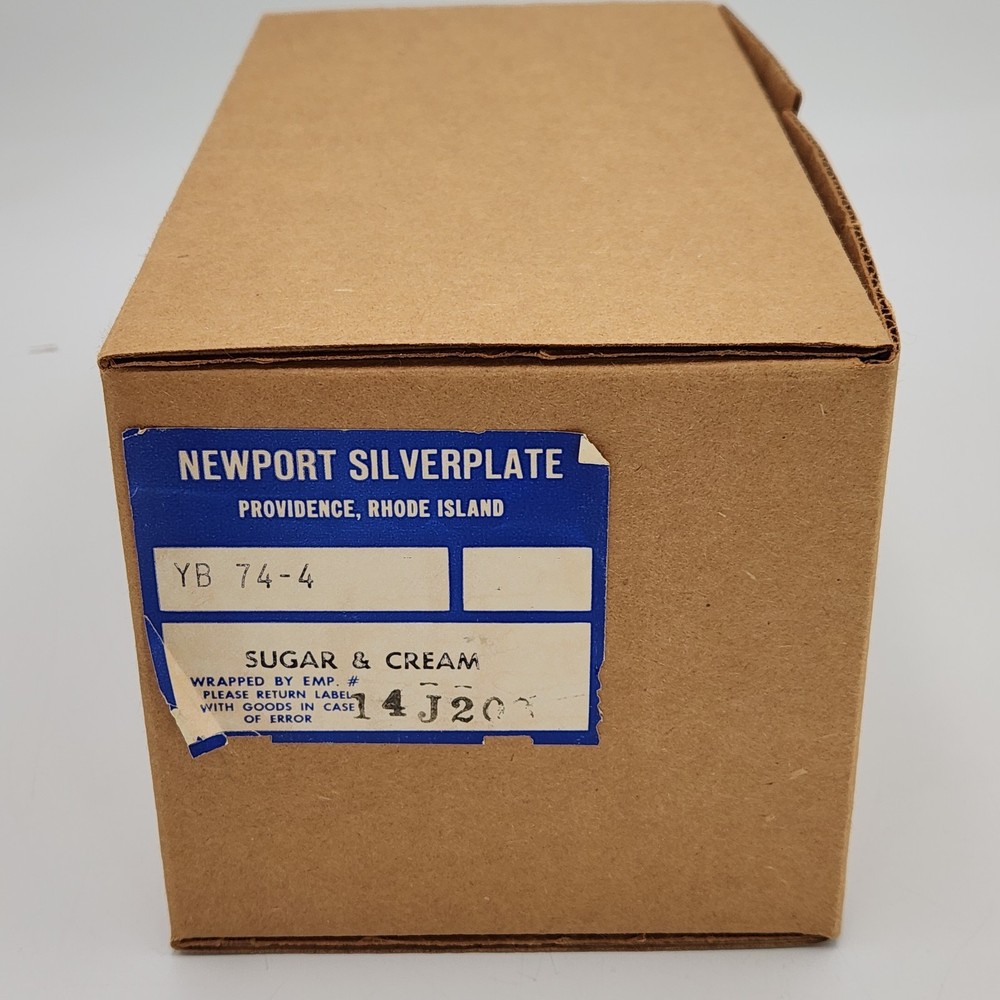 NEWPORT SILVERPLATE
PROVIDENCE, RHODE ISLAND
YB 74-4
SUGAR & CREAM
WRAPPED BY EMP. #
PLEASE RETURN LABEL
WITH GOODS IN CASE
OF ERROR